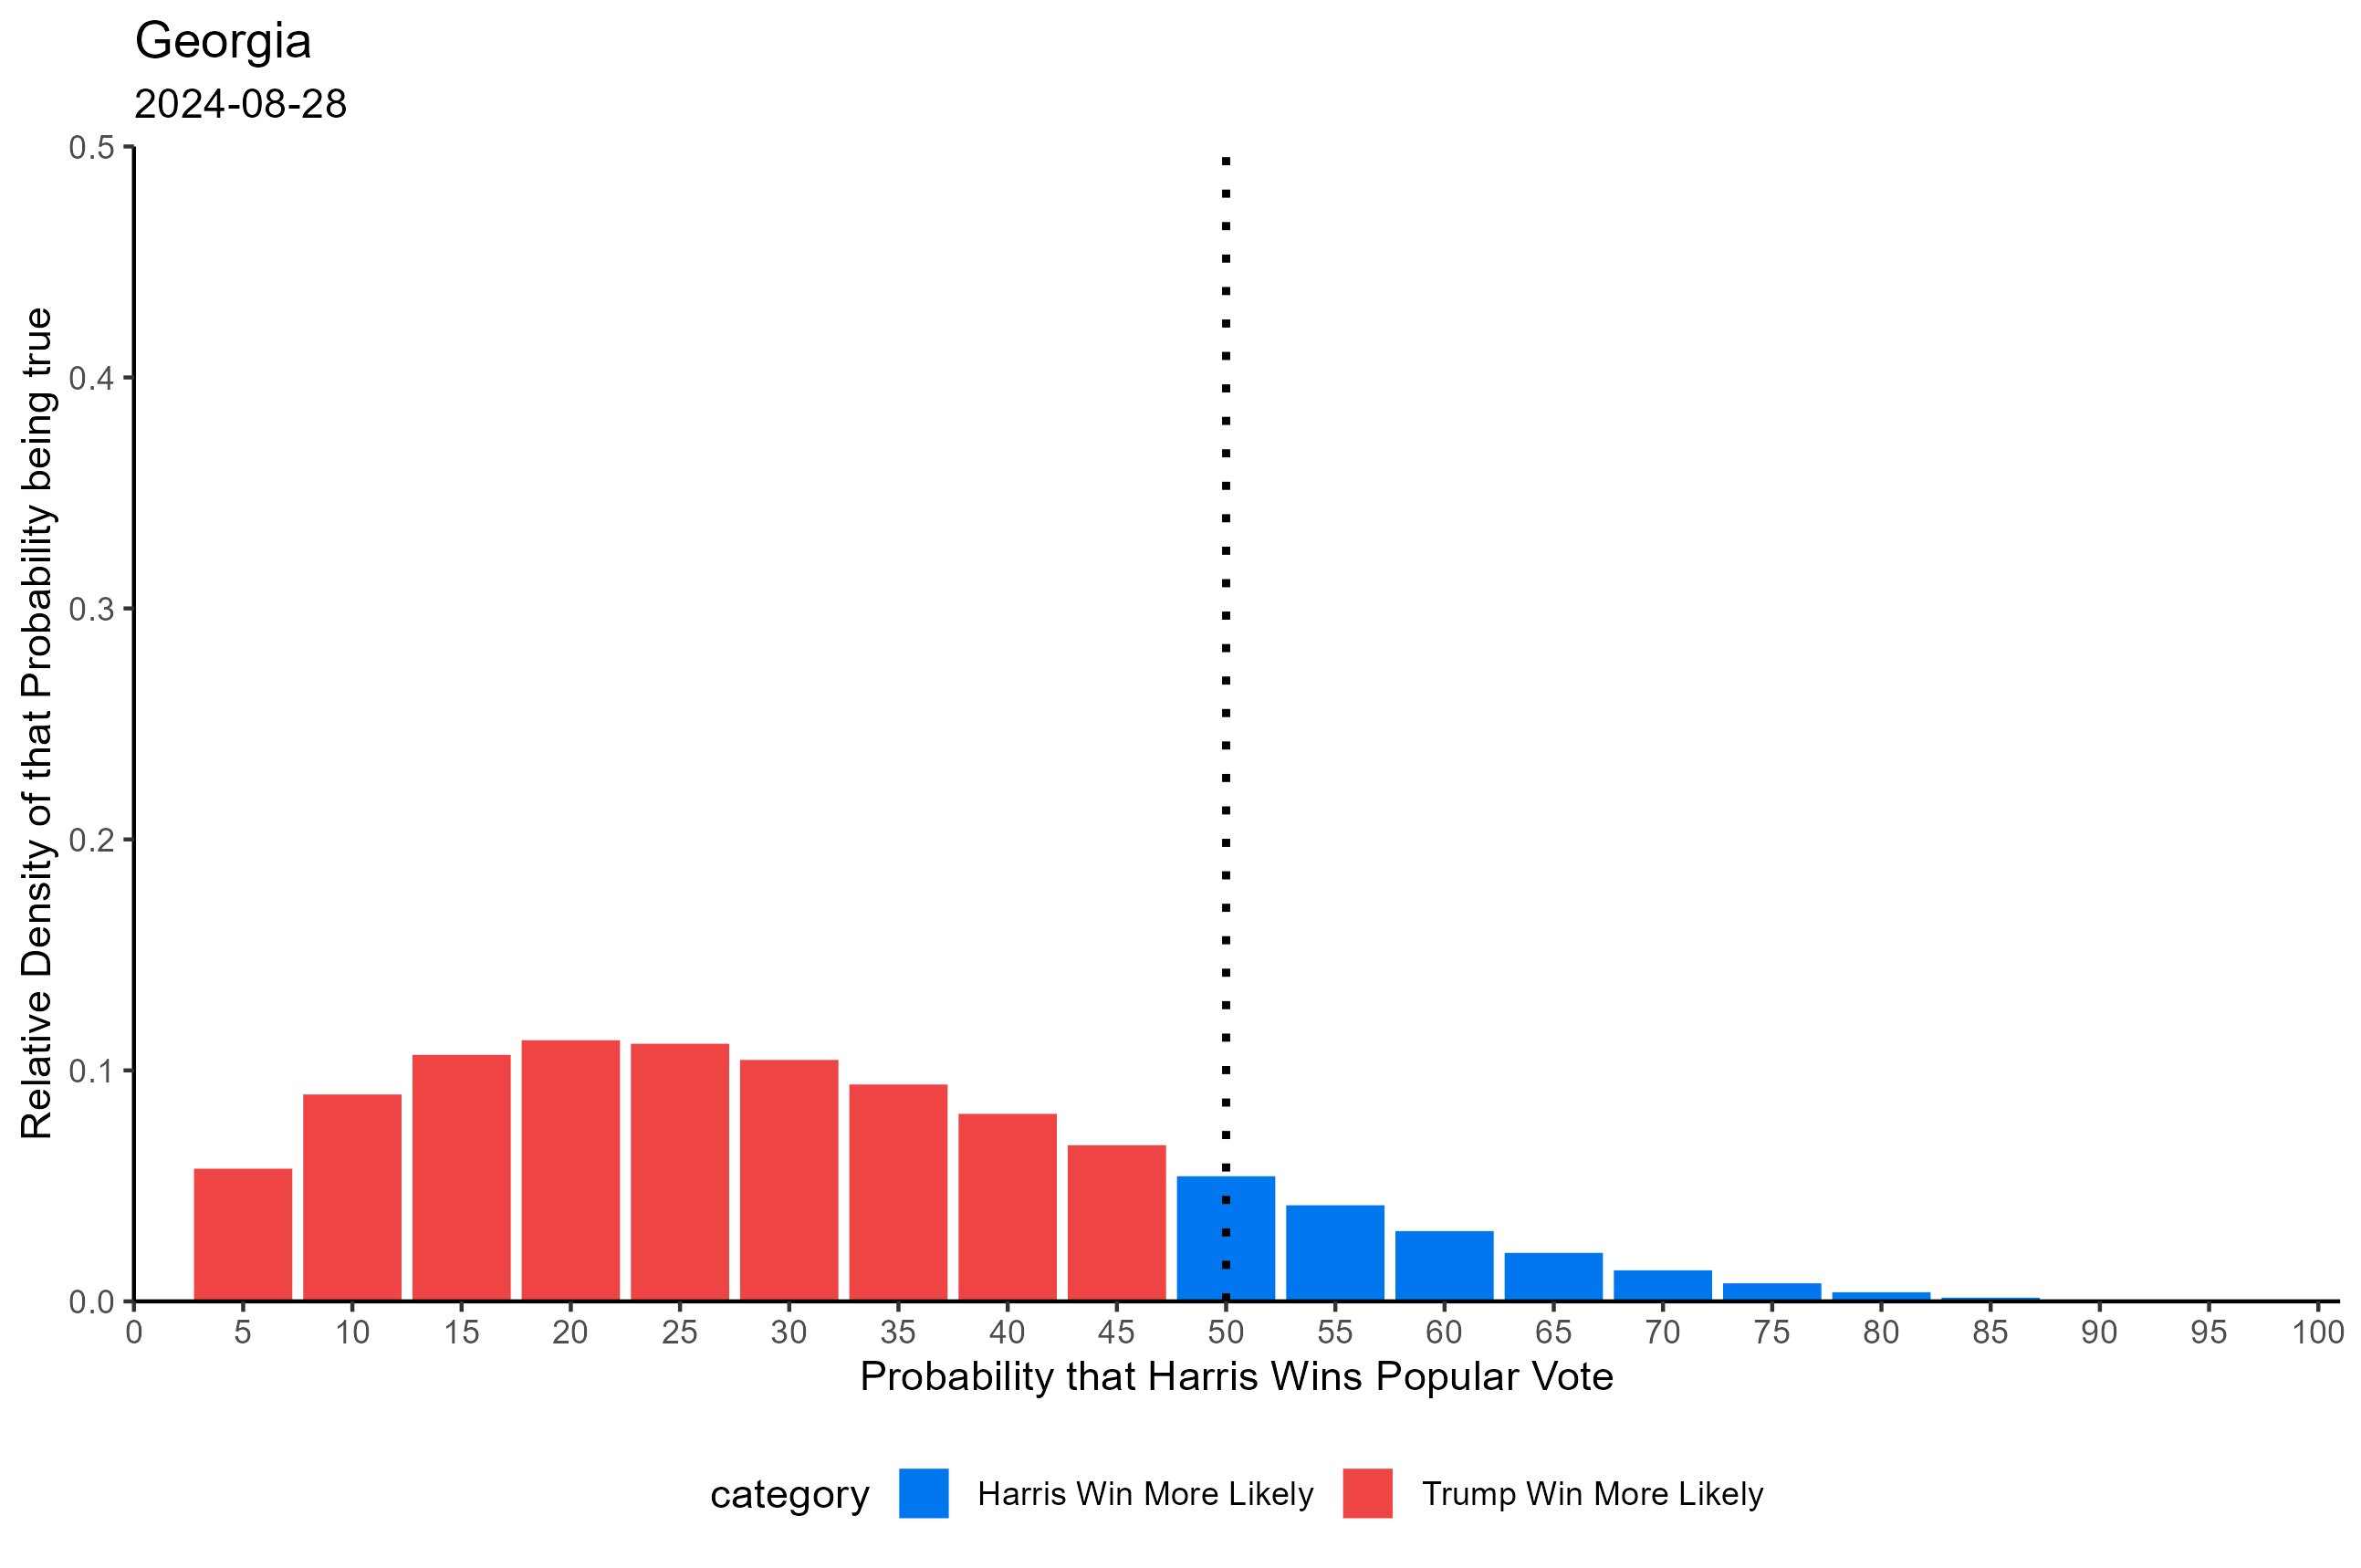 Georgia
2024-08-28
Relative Density of that Probability being true
0.5
0.4
0.3
0.2
0.1
0.0
0 5 10 15 20 25 30 35 40 45 50 55 60 65 70 75 80 85 90 95 100
Probability that Harris Wins Popular Vote
category Harris Win More Likely Trump Win More Likely